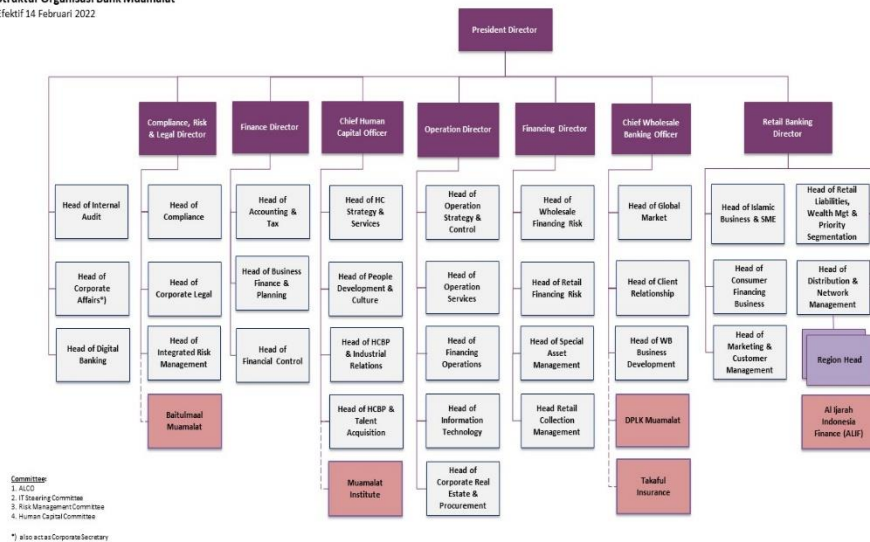 Struktur Organisasi Bank Muamalat
Efektif 14 Februari 2022
President Director
Compliance, Risk
& Legal Director
Finance Director
Chief Human
Capital Officer
Operation Director
Financing Director
Chief Wholesale
Banking Officer
Retail Banking
Director
Head of Internal
Audit
Head of
Compliance
Head of
Accounting &
Tax
Head of HC
Strategy &
Services
Head of
Operation
Strategy &
Control
Head of
Wholesale
Financing Risk
Head of Global
Market
Head of Islamic
Business & SME
Head of Retail
Liabilities,
Wealth Mgt &
Priority
Segmentation
Head of
Corporate
Affairs*)
Head of
Corporate Legal
Head of Business
Finance &
Planning
Head of People
Development &
Culture
Head of
Operation
Services
Head of Retail
Financing Risk
Head of Client
Relationship
Head of
Consumer
Financing
Business
Head of
Distribution &
Network
Management
Head of Digital
Banking
Head of
Integrated Risk
Management
Head of
Financial Control
Head of HCBP
& Industrial
Relations
Head of
Financing
Operations
Head of Special
Asset
Management
Head of WB
Business
Development
Head of
Marketing &
Customer
Management
Region Head
Baitulmaal
Muamalat
Head of HCBP &
Talent
Acquisition
Head of
Information
Technology
Head Retail
Collection
Management
DPLK Muamalat
Al Ijarah
Indonesia
Finance (ALIF)
Muamalat
Institute
Head of
Corporate Real
Estate &
Procurement
Takaful
Insurance
Committee:
1. ALCO
2. IT Steering Committee
3. Risk Management Committee
4. Human Capital Committee
*) also act as Corporate Secretary